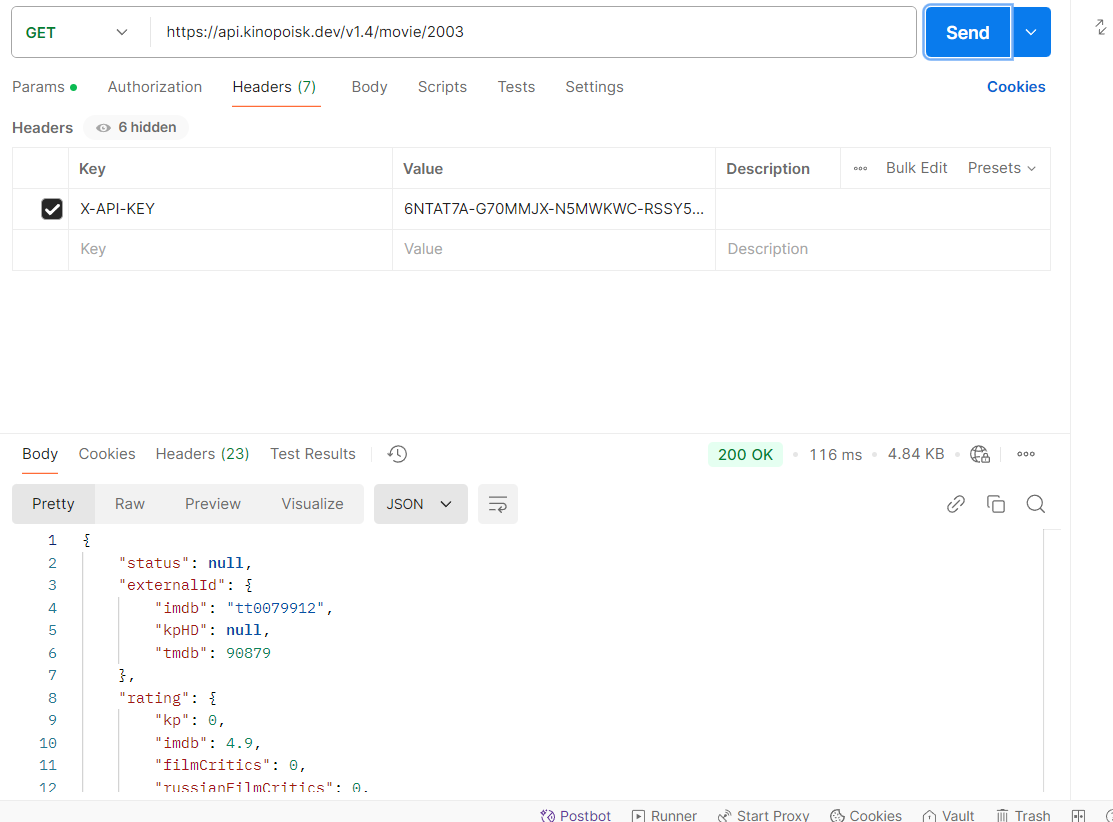 GET https://api.kinopoisk.dev/v1.4/movie/2003 Send
Params Authorization Headers (7) Body Scripts Tests Settings Cookies
Headers 6 hidden
Key Value Description Bulk Edit Presets
X-API-KEY 6NTAT7A-G70MMJX-N5MWKWC-RSSY5...
Key Value Description
Body Cookies Headers (23) Test Results 200 OK 116 ms 4.84 KB
Pretty Raw Preview Visualize JSON
1 {
2 "status": null,
3 "externalId": {
4 "imdb": "tt0079912",
5 "kpHD": null,
6 "tmdb": 90879
7 },
8 "rating": {
9 "kp": 0,
10 "imdb": 4.9,
11 "filmCritics": 0,
12 "russianFilmCritics": 0,
Postbot Runner Start Proxy Cookies Vault Trash